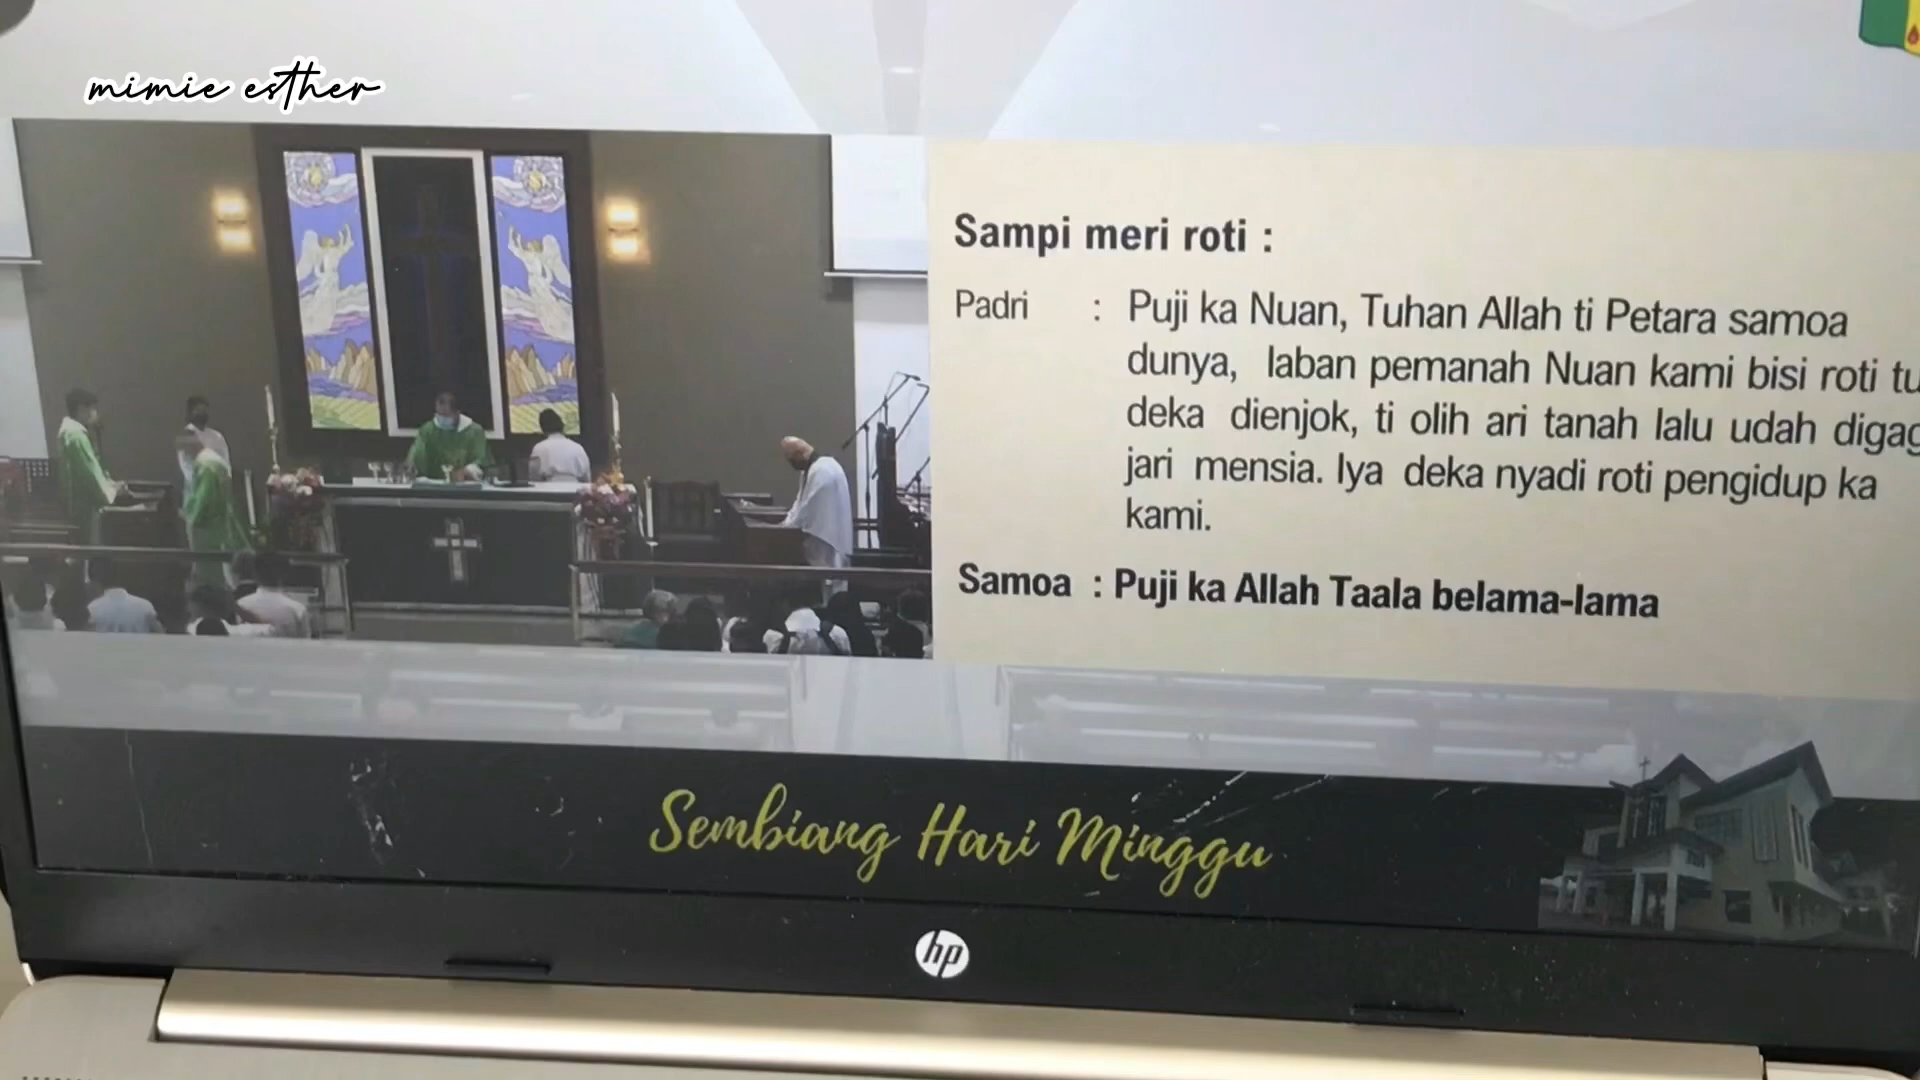 mimie esther
Sampi meri roti :
Padri : Puji ka Nuan, Tuhan Allah ti Petara samoa
dunya, laban pemanah Nuan kami bisi roti tu
deka dienjok, ti olih ari tanah lalu udah
jari mensia. Iya deka nyadi roti pengidup ka
kami.
Samoa : Puji ka Allah Taala belama-lama
Sembiang Hari Minggu
hp